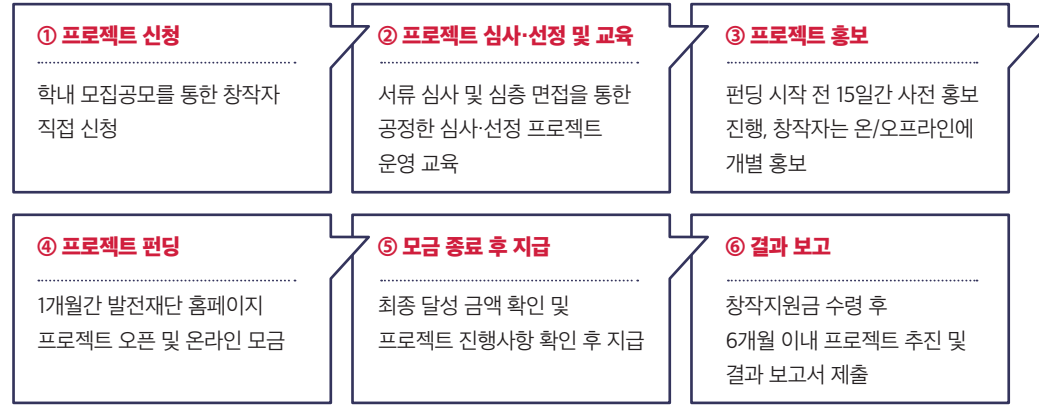 ① 프로젝트 신청
학내 모집공모를 통한 창작자
직접 신청
② 프로젝트 심사·선정 및 교육
서류 심사 및 심층 면접을 통한
공정한 심사·선정 프로젝트
운영 교육
③ 프로젝트 홍보
펀딩 시작 전 15일간 사전 홍보
진행, 창작자는 온/오프라인에
개별 홍보
④ 프로젝트 펀딩
1개월간 발전재단 홈페이지
프로젝트 오픈 및 온라인 모금
⑤ 모금 종료 후 지급
최종 달성 금액 확인 및
프로젝트 진행사항 확인 후 지급
⑥ 결과 보고
창작지원금 수령 후
6개월 이내 프로젝트 추진 및
결과 보고서 제출